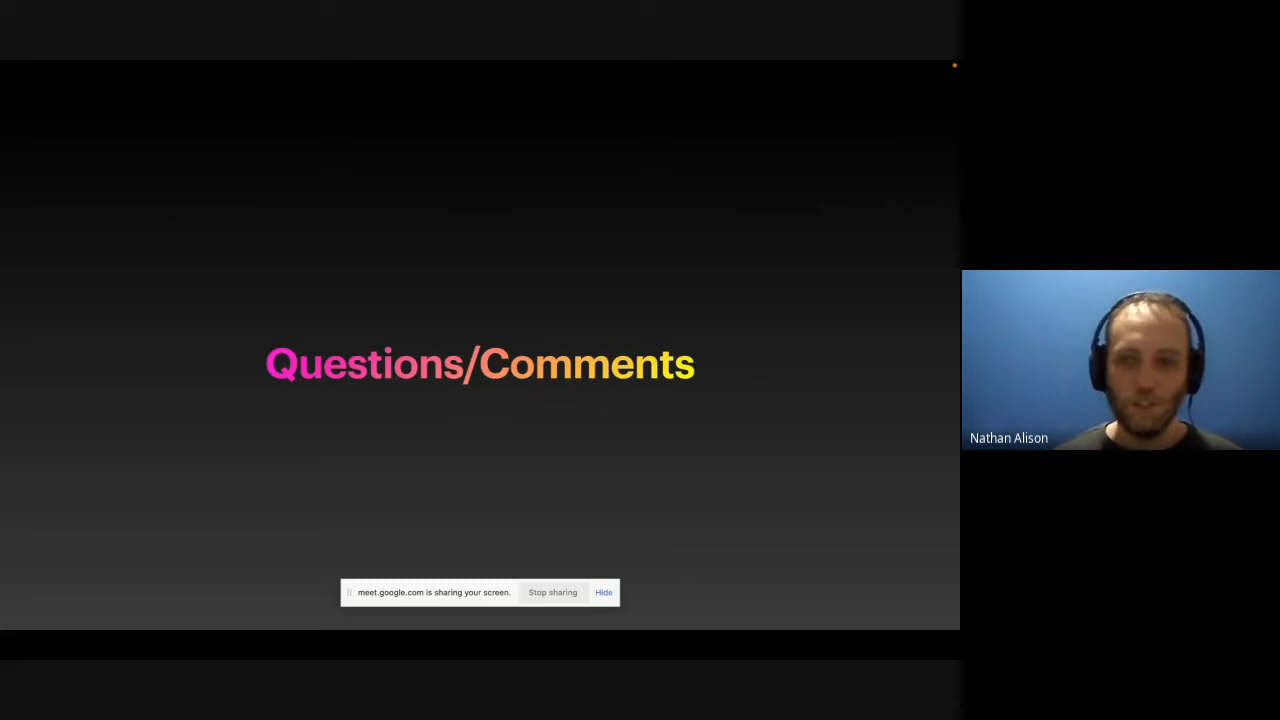 Questions/Comments
Nathan Alison
meet.google.com is sharing your screen. Stop sharing Hide